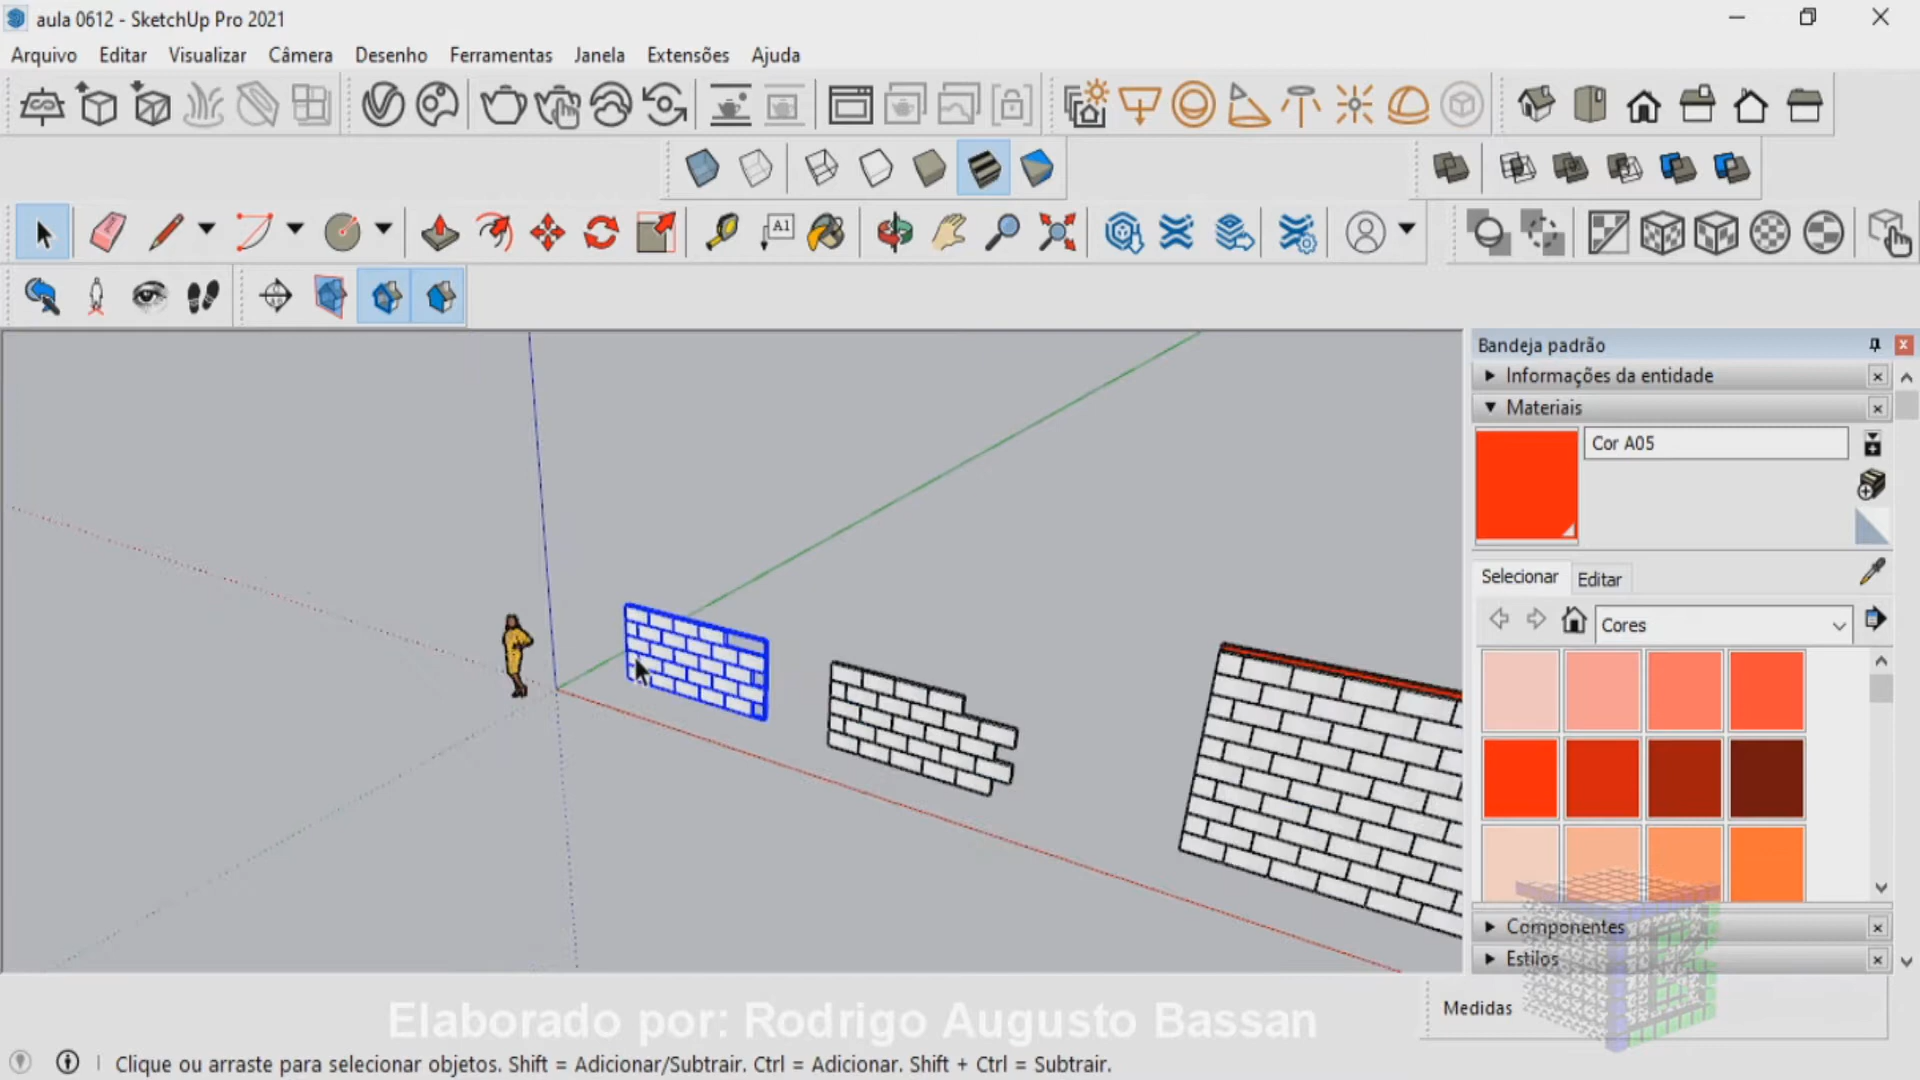 aula 0612 - SketchUp Pro 2021
Arquivo Editar Visualizar Câmera Desenho Ferramentas Janela Extensões Ajuda
A1
Bandeja padrão
Informações da entidade
Materiais
Cor A05
Selecionar Editar
Cores
Componentes
Estilos
Medidas
Elaborado por: Rodrigo Augusto Bassan
Clique ou arraste para selecionar objetos. Shift = Adicionar/Subtrair. Ctrl = Adicionar. Shift + Ctrl = Subtrair.